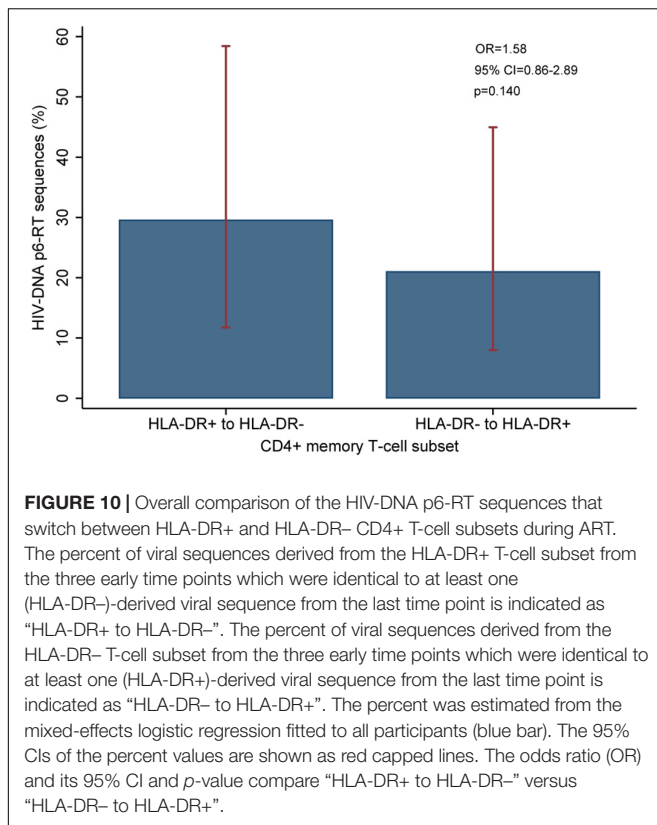 60
50
40
30
20
10
0
HIV-DNA p6-RT sequences (%)
OR=1.58
95% CI=0.86-2.89
p=0.140
HLA-DR+ to HLA-DR-
HLA-DR- to HLA-DR+
CD4+ memory T-cell subset
FIGURE 10 | Overall comparison of the HIV-DNA p6-RT sequences that
switch between HLA-DR+ and HLA-DR– CD4+ T-cell subsets during ART.
The percent of viral sequences derived from the HLA-DR+ T-cell subset from
the three early time points which were identical to at least one
(HLA-DR–)-derived viral sequence from the last time point is indicated as
“HLA-DR+ to HLA-DR–”. The percent of viral sequences derived from the
HLA-DR– T-cell subset from the three early time points which were identical to
at least one (HLA-DR+)-derived viral sequence from the last time point is
indicated as “HLA-DR– to HLA-DR+”. The percent was estimated from the
mixed-effects logistic regression fitted to all participants (blue bar). The 95%
CIs of the percent values are shown as red capped lines. The odds ratio (OR)
and its 95% CI and p-value compare “HLA-DR+ to HLA-DR–” versus
“HLA-DR– to HLA-DR+”.